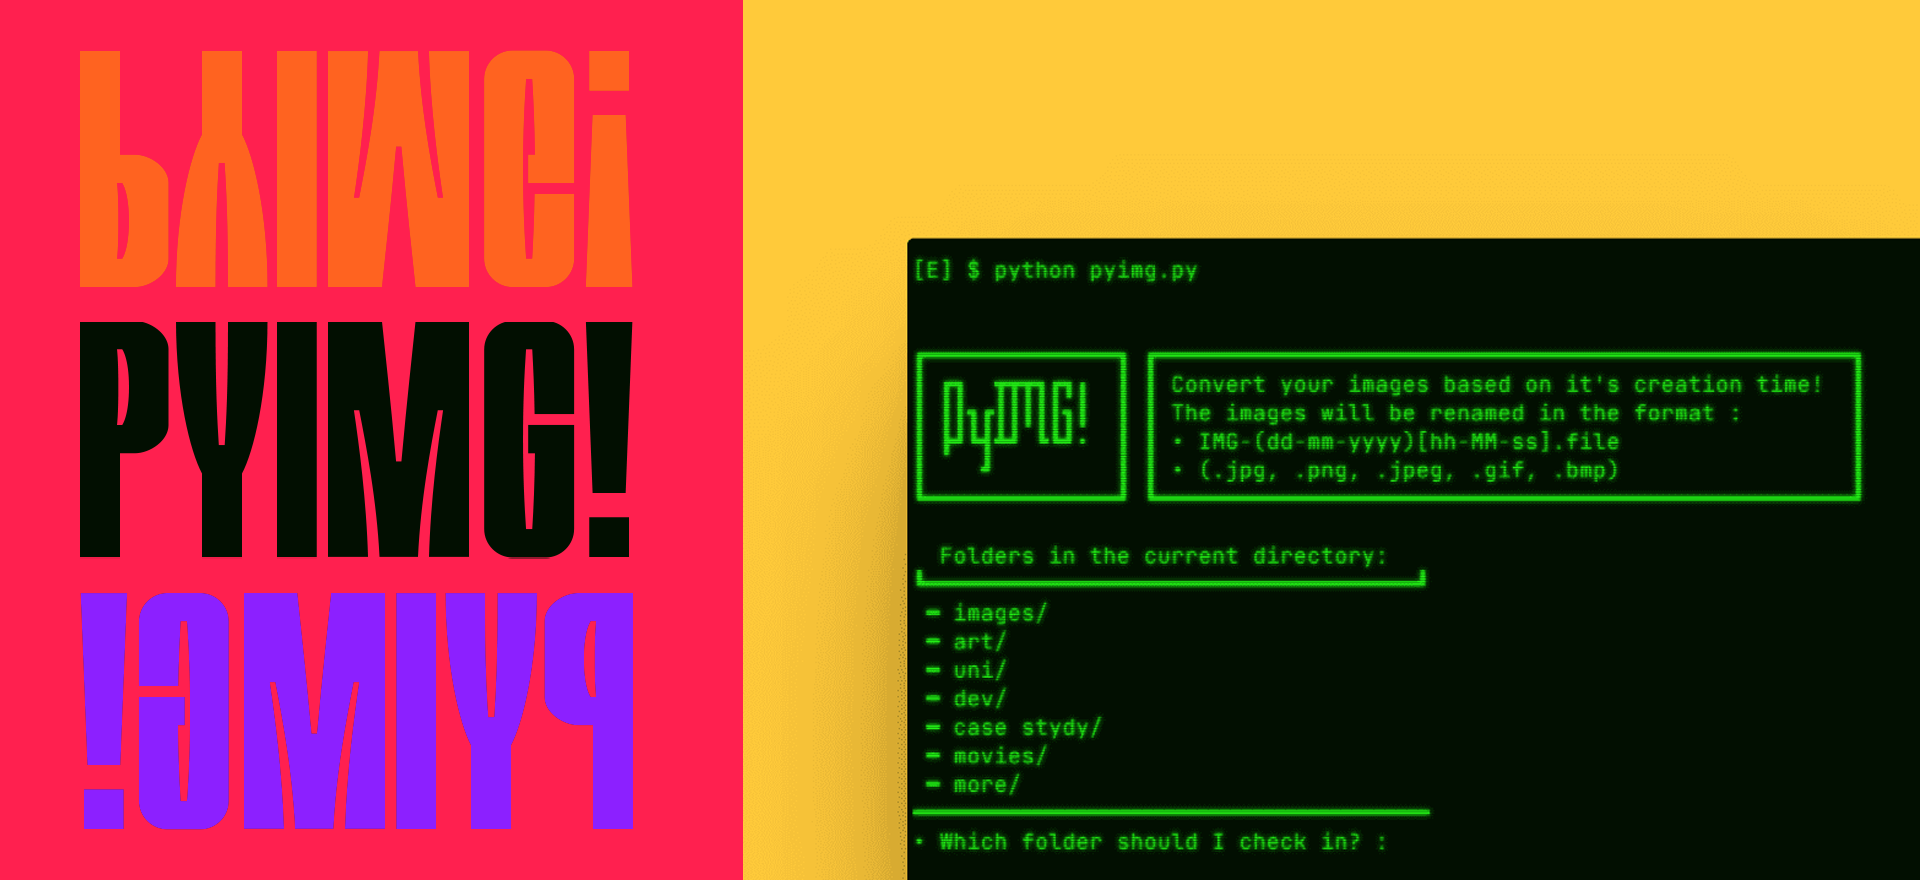 PYIMG!
PYIMG!
PYIMG!
[E] $ python pyimg.py
pyIMG!
Convert your images based on it's creation time!
The images will be renamed in the format :
• IMG-(dd-mm-yyyy)[hh-MM-ss].file
• (.jpg, .png, .jpeg, .gif, .bmp)
Folders in the current directory:
– images/
– art/
– uni/
– dev/
– case stydy/
– movies/
– more/
• Which folder should I check in? :